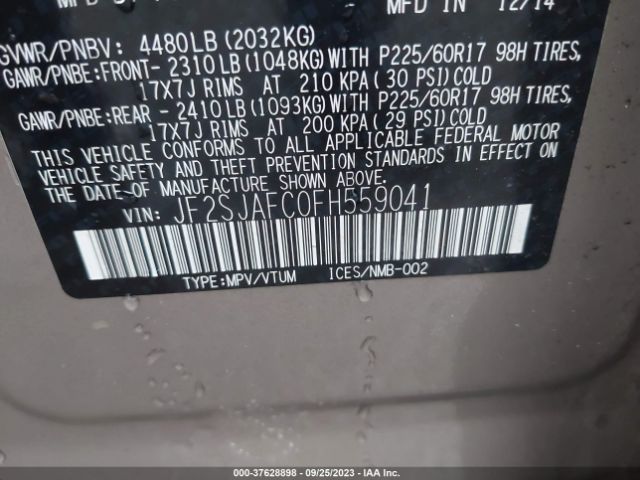 MFD IN 12/14
GVWR/PNBV: 4480LB (2032KG)
GAWR/PNBE:FRONT- 2310LB(1048KG)WITH P225/60R17 98H TIRES,
17X7J RIMS AT 210 KPA( 30 PSI)COLD
GAWR/PNBE:REAR -2410LB(1093KG)WITH P225/60R17 98H TIRES,
17X7J RIMS AT 200 KPA( 29 PSI)COLD
THIS VEHICLE CONFORMS TO ALL APPLICABLE FEDERAL MOTOR
VEHICLE SAFETY AND THEFT PREVENTION STANDARDS IN EFFECT ON
THE DATE OF MANUFACTURE SHOWN ABOVE.
VIN: JF2SJAFC0FH559041
TYPE:MPV/VTUM ICES/NMB-002
000-37628898 - 09/25/2023 - IAA Inc.